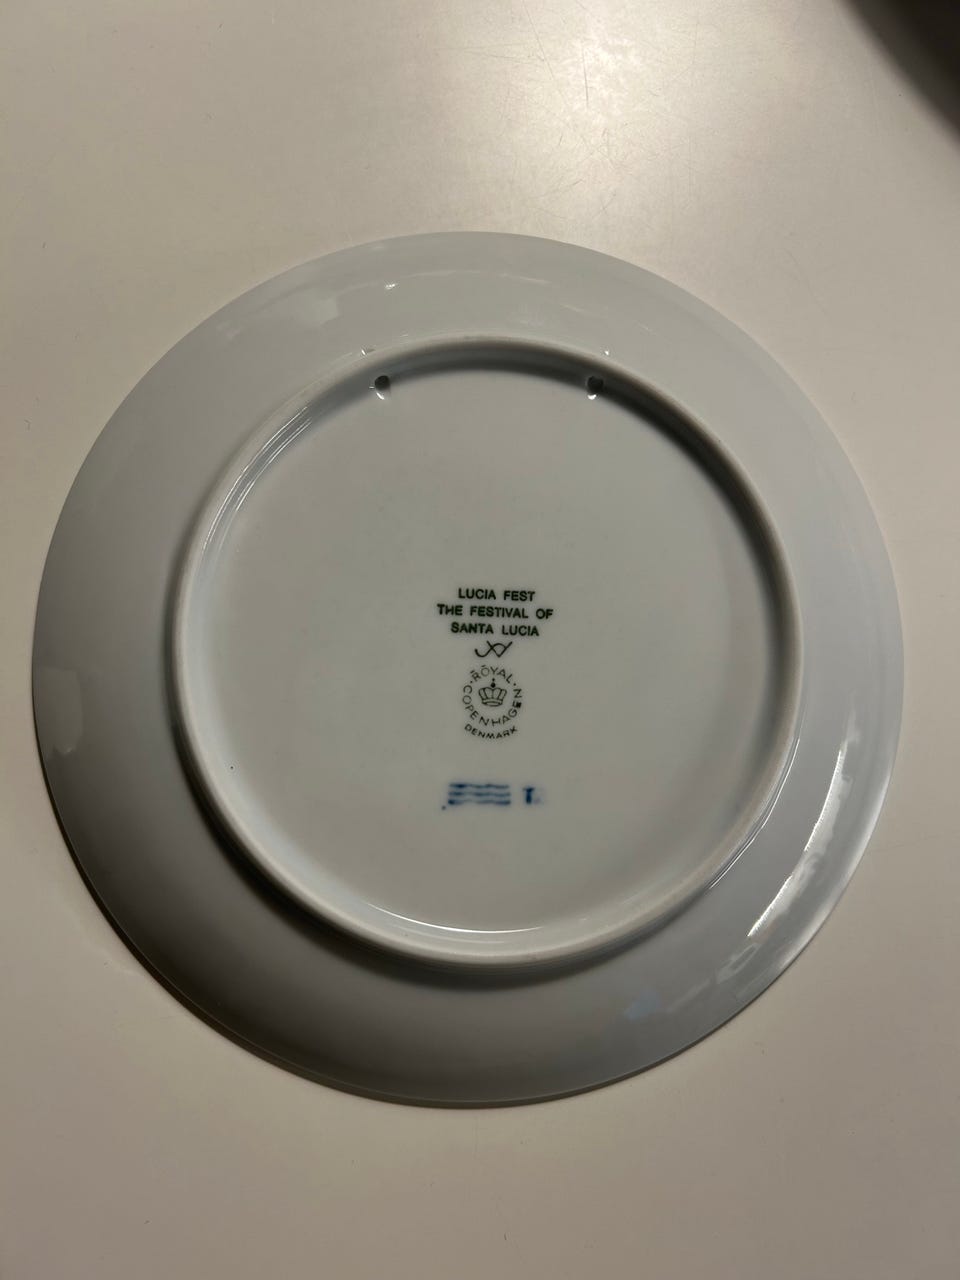 LUCIA FEST
THE FESTIVAL OF
SANTA LUCIA
ROYAL
COPENHAGEN
DENMARK